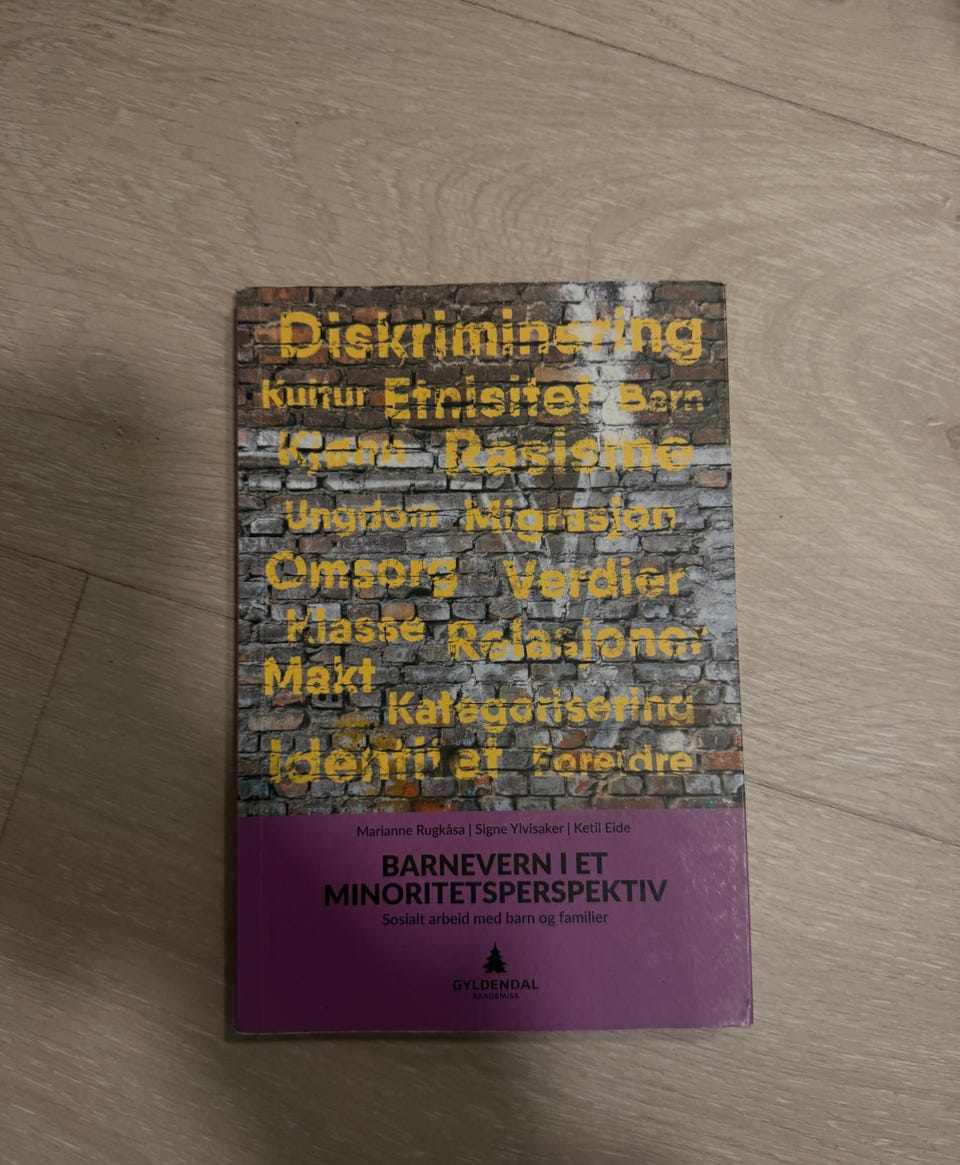 Diskriminering
Kultur Etnisitet Barn
Kjønn Rasisme
Ungdom Migrasjon
Omsorg Verdier
Klasse Relasjoner
Makt
Kategorisering
Identitet Foreldre
Marianne Rugkåsa | Signe Ylvisaker | Ketil Eide
BARNEVERN I ET
MINORITETSPERSPEKTIV
Sosialt arbeid med barn og familier
GYLDENDAL
AKADEMISK